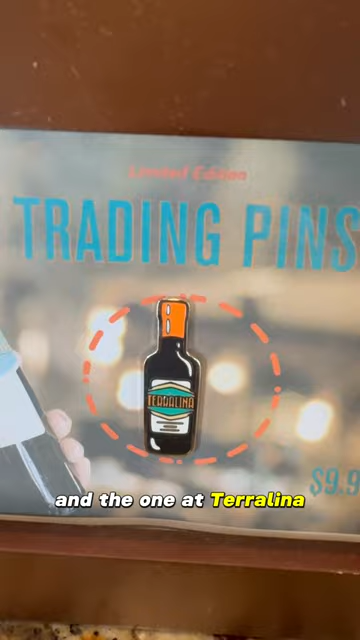 Limited Edition
TRADING PINS
TERRALINA
$9.9
and the one at Terralina